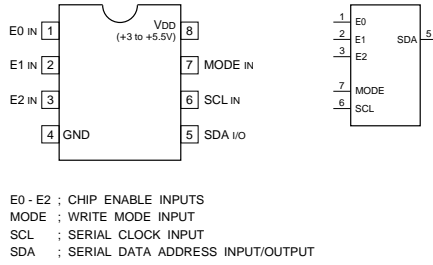 E0 IN 1
E1 IN 2
E2 IN 3
4 GND
VDD 8
(+3 to +5.5V)
7 MODE IN
6 SCL IN
5 SDA I/O
1 E0
2 E1
3 E2
7 MODE
6 SCL
SDA 5
E0 - E2 ; CHIP ENABLE INPUTS
MODE ; WRITE MODE INPUT
SCL ; SERIAL CLOCK INPUT
SDA ; SERIAL DATA ADDRESS INPUT/OUTPUT